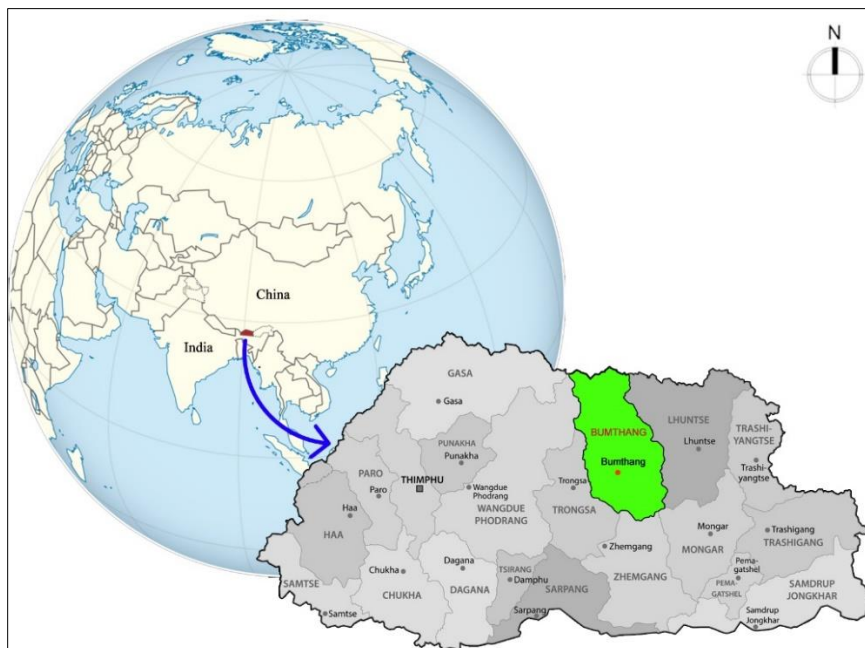 N
China
India
GASA
Gasa
BUMTHANG
Bumthang
LHUNTSE
Lhuntse
TRASHI-
YANGTSE
Trashi-
yangtse
PUNAKHA
Punakha
PARO
Paro
THIMPHU
Wangdue
Phodrang
WANGDUE
PHODRANG
Trongsa
TRONGSA
Haa
HAA
Mongar
MONGAR
Trashigang
TRASHIGANG
Zhemgang
ZHEMGANG
Pema-
gatshel
PEMA-
GATSHEL
SAMDRUP
JONGKHAR
Samdrup
Jongkhar
SAMTSE
Samtse
Chukha
CHUKHA
Dagana
DAGANA
TSIRANG
Damphu
SARPANG
Sarpang